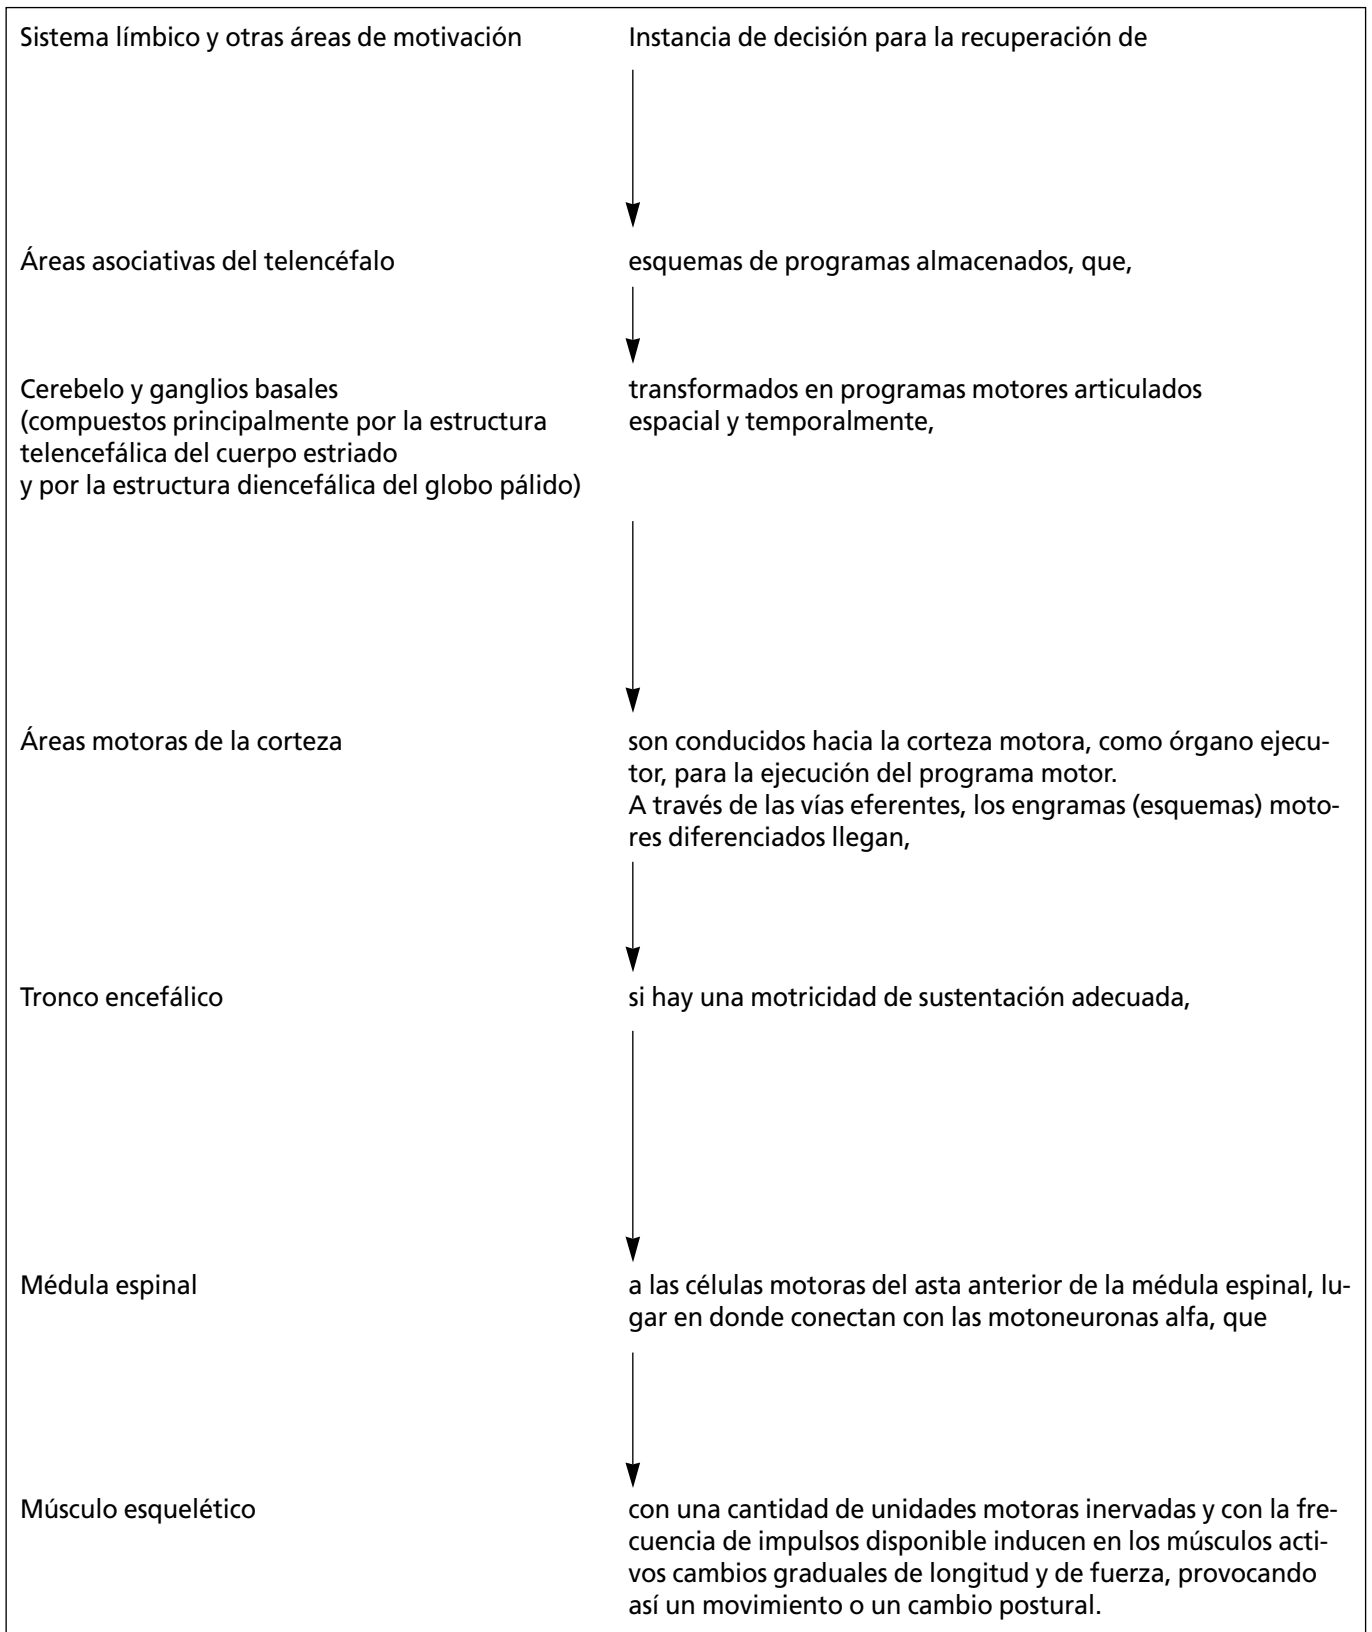 Sistema límbico y otras áreas de motivación
Instancia de decisión para la recuperación de
Áreas asociativas del telencéfalo
esquemas de programas almacenados, que,
Cerebelo y ganglios basales
(compuestos principalmente por la estructura
telencefálica del cuerpo estriado
y por la estructura diencefálica del globo pálido)
transformados en programas motores articulados
espacial y temporalmente,
Áreas motoras de la corteza
son conducidos hacia la corteza motora, como órgano ejecu-
tor, para la ejecución del programa motor.
A través de las vías eferentes, los engramas (esquemas) moto-
res diferenciados llegan,
Tronco encefálico
si hay una motricidad de sustentación adecuada,
Médula espinal
a las células motoras del asta anterior de la médula espinal, lu-
gar en donde conectan con las motoneuronas alfa, que
Músculo esquelético
con una cantidad de unidades motoras inervadas y con la fre-
cuencia de impulsos disponible inducen en los músculos acti-
vos cambios graduales de longitud y de fuerza, provocando
así un movimiento o un cambio postural.